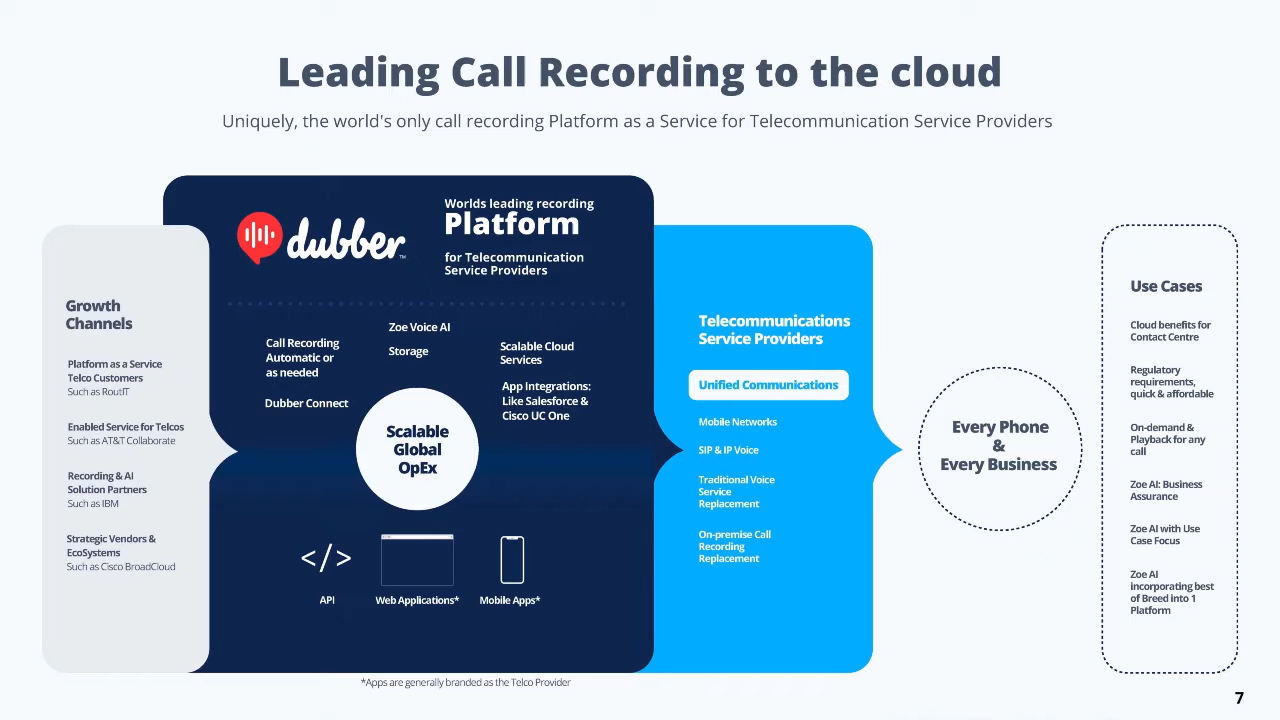 Leading Call Recording to the cloud
Uniquely, the world's only call recording Platform as a Service for Telecommunication Service Providers
Growth
Channels
Platform as a Service
Telco Customers
Such as RoutIT
Enabled Service for Telcos
Such as AT&T Collaborate
Recording & AI
Solution Partners
Such as IBM
Strategic Vendors &
EcoSystems
Such as Cisco BroadCloud
dubber™
Worlds leading recording
Platform
for Telecommunication
Service Providers
Call Recording
Automatic or
as needed
Dubber Connect
Zoe Voice AI
Storage
Scalable Cloud
Services
App Integrations:
Like Salesforce &
Cisco UC One
Scalable
Global
OpEx
</>
API
Web Applications*
Mobile Apps*
*Apps are generally branded as the Telco Provider
Telecommunications
Service Providers
Unified Communications
Mobile Networks
SIP & IP Voice
Traditional Voice
Service
Replacement
On-premise Call
Recording
Replacement
Every Phone
&
Every Business
Use Cases
Cloud benefits for
Contact Centre
Regulatory
requirements,
quick & affordable
On-demand &
Playback for any
call
Zoe AI: Business
Assurance
Zoe AI with Use
Case Focus
Zoe AI
incorporating best
of Breed into 1
Platform
7